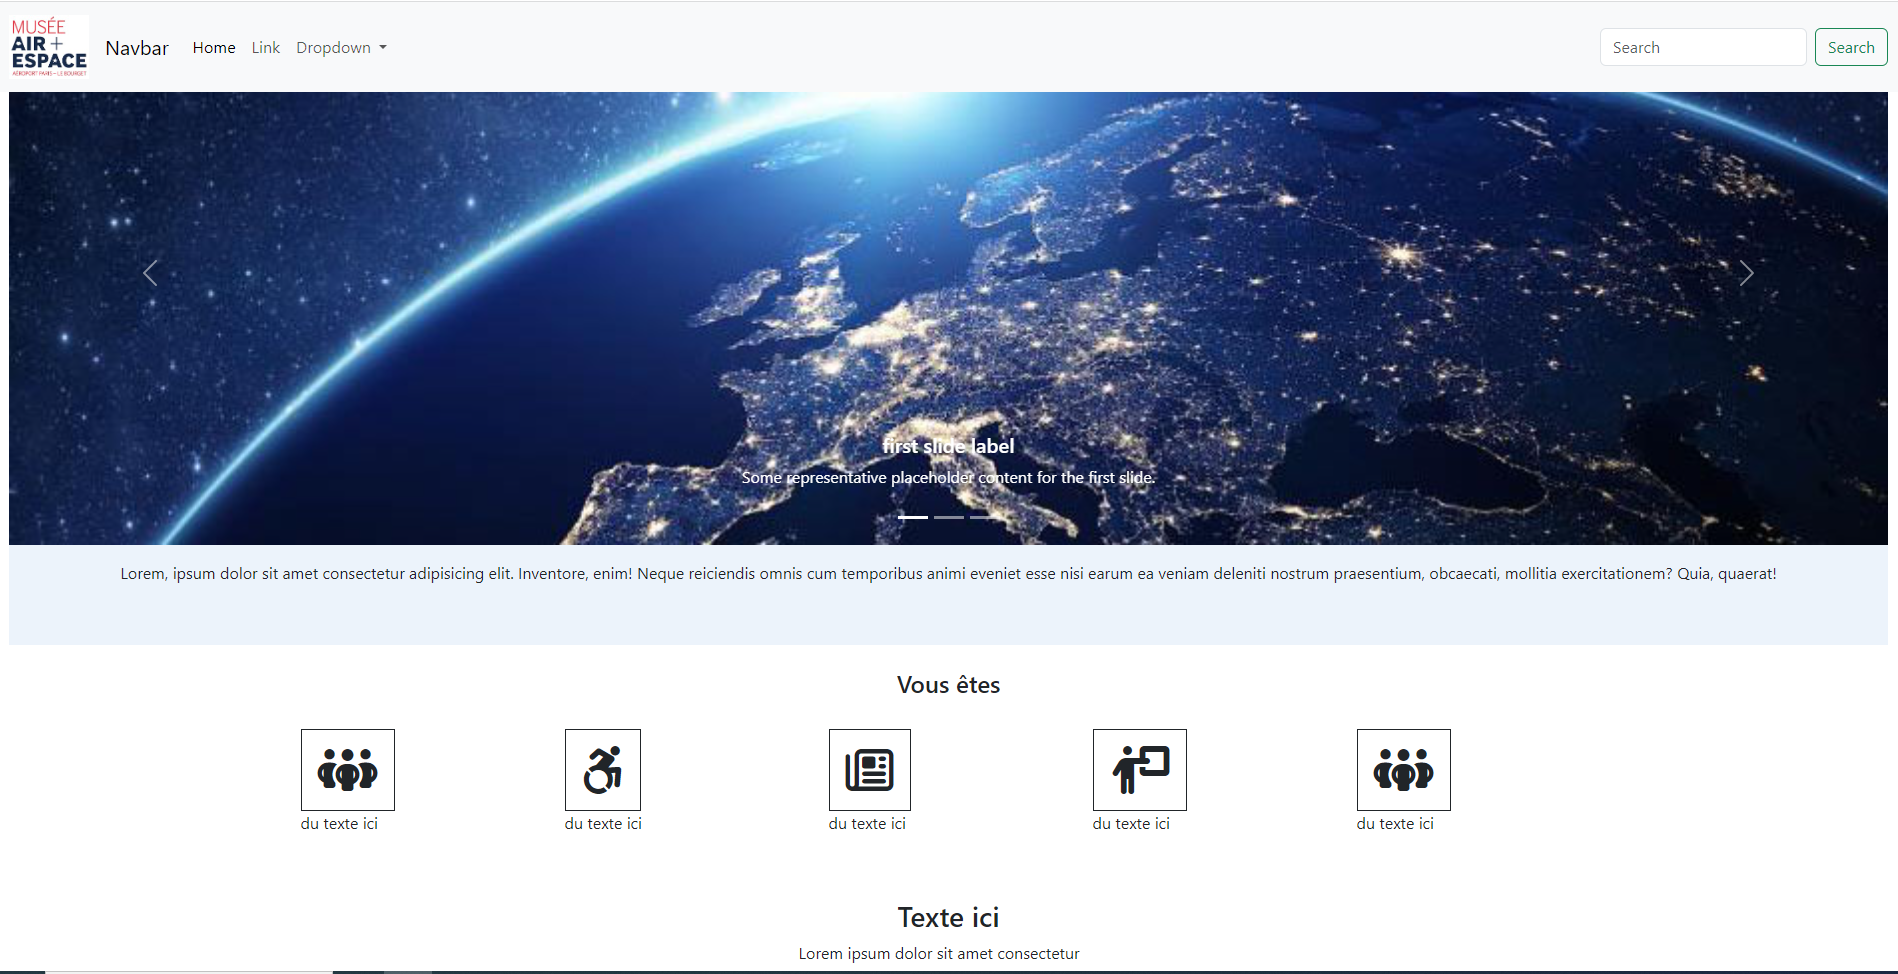 MUSÉE
AIR +
ESPACE
AÉROPORT PARIS – LE BOURGET
Navbar Home Link Dropdown Search Search
first slide label
Some representative placeholder content for the first slide.
Lorem, ipsum dolor sit amet consectetur adipisicing elit. Inventore, enim! Neque reiciendis omnis cum temporibus animi eveniet esse nisi earum ea veniam deleniti nostrum praesentium, obcaecati, mollitia exercitationem? Quia, quaerat!
Vous êtes
du texte ici du texte ici du texte ici du texte ici du texte ici
Texte ici
Lorem ipsum dolor sit amet consectetur